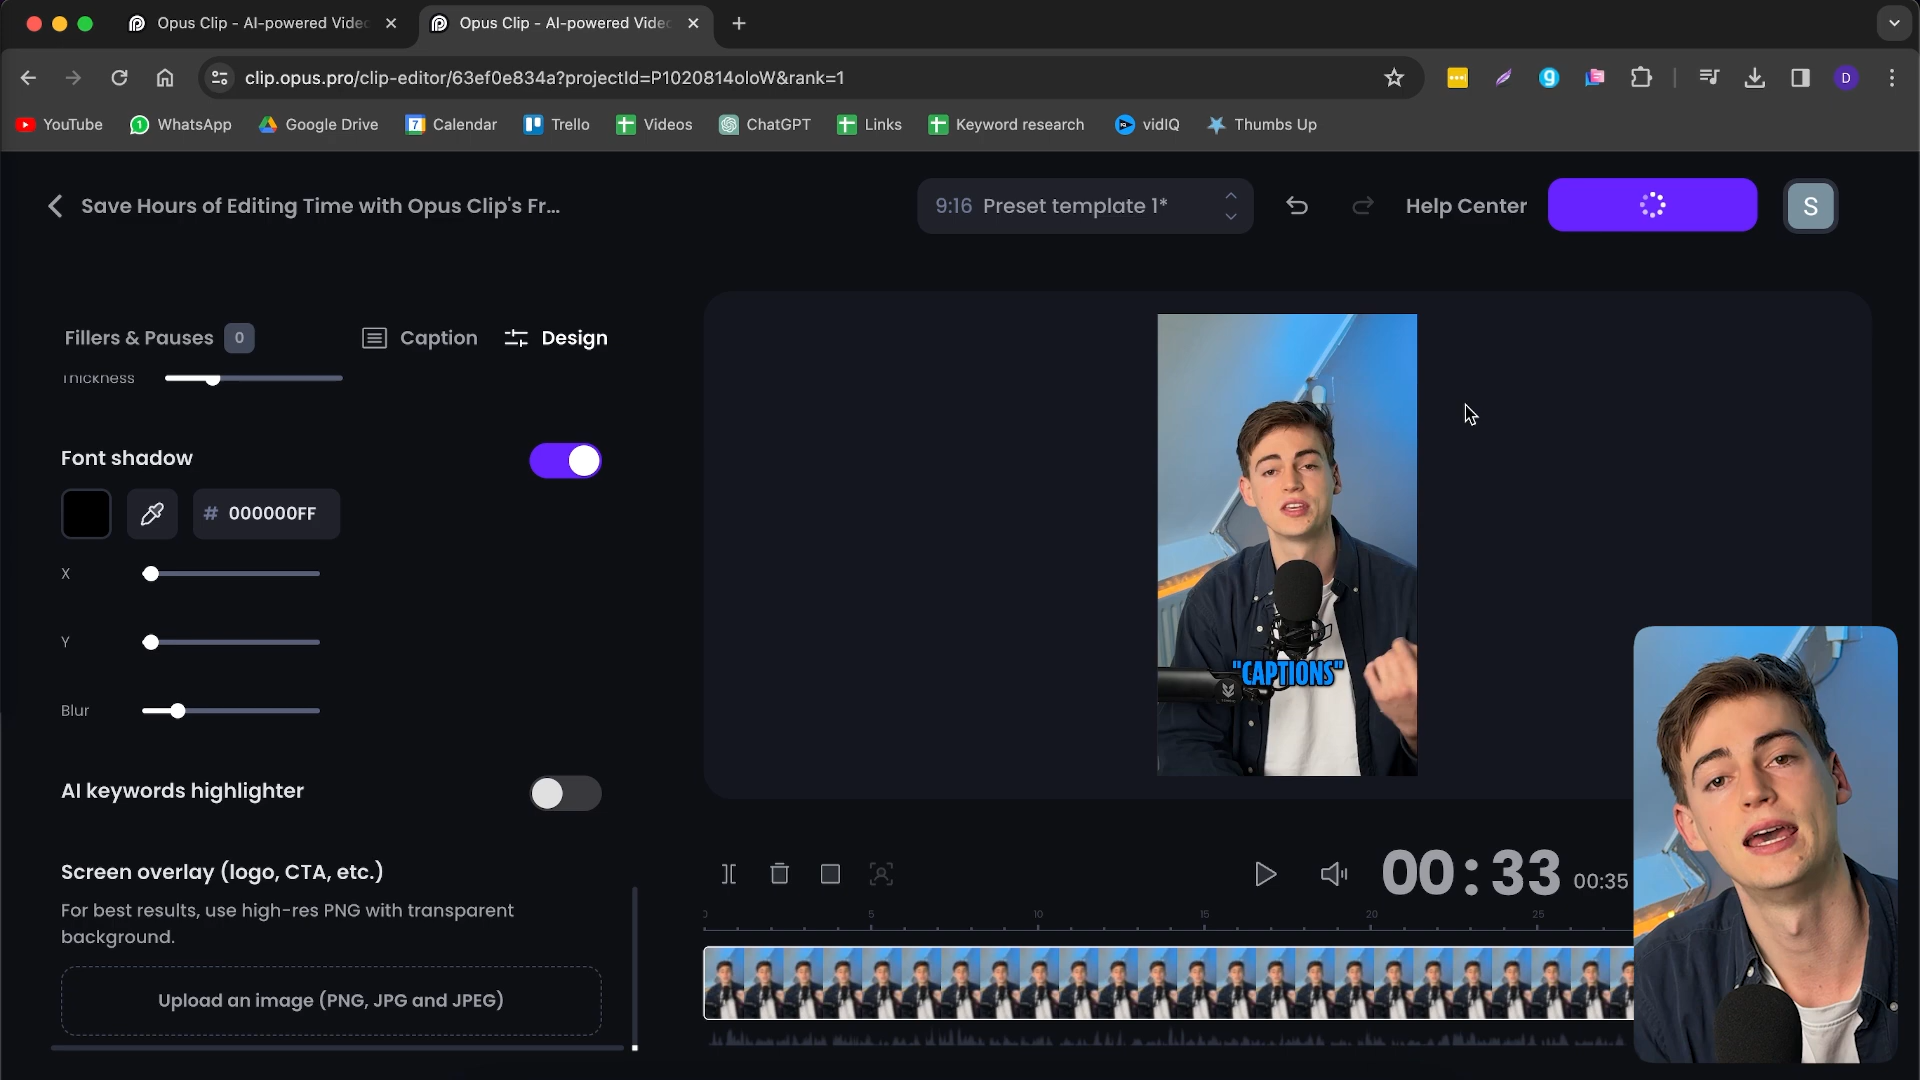 Opus Clip - AI-powered Video
Opus Clip - AI-powered Video
clip.opus.pro/clip-editor/63ef0e834a?projectId=P1020814oloW&rank=1
D
YouTube
WhatsApp
Google Drive
Calendar
Trello
Videos
ChatGPT
Links
Keyword research
vidIQ
Thumbs Up
Save Hours of Editing Time with Opus Clip's Fr...
9:16 Preset template 1*
Help Center
S
Fillers & Pauses 0
Caption
Design
Thickness
Font shadow
# 000000FF
X
Y
Blur
AI keywords highlighter
Screen overlay (logo, CTA, etc.)
For best results, use high-res PNG with transparent
background.
Upload an image (PNG, JPG and JPEG)
"CAPTIONS"
00:33 00:35
0 5 10 15 20 25